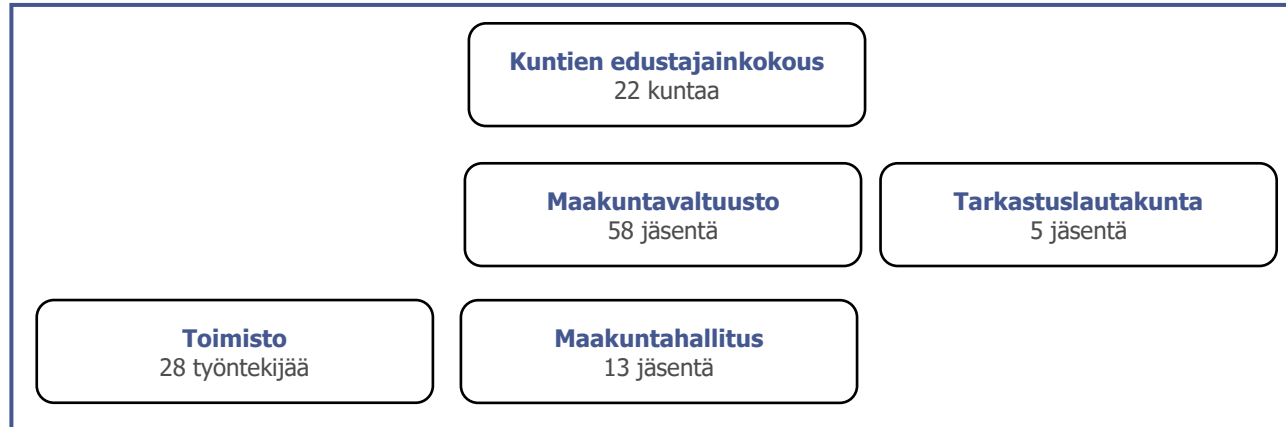 Kuntien edustajainkokous
22 kuntaa
Maakuntavaltuusto
58 jäsentä
Tarkastuslautakunta
5 jäsentä
Toimisto
28 työntekijää
Maakuntahallitus
13 jäsentä